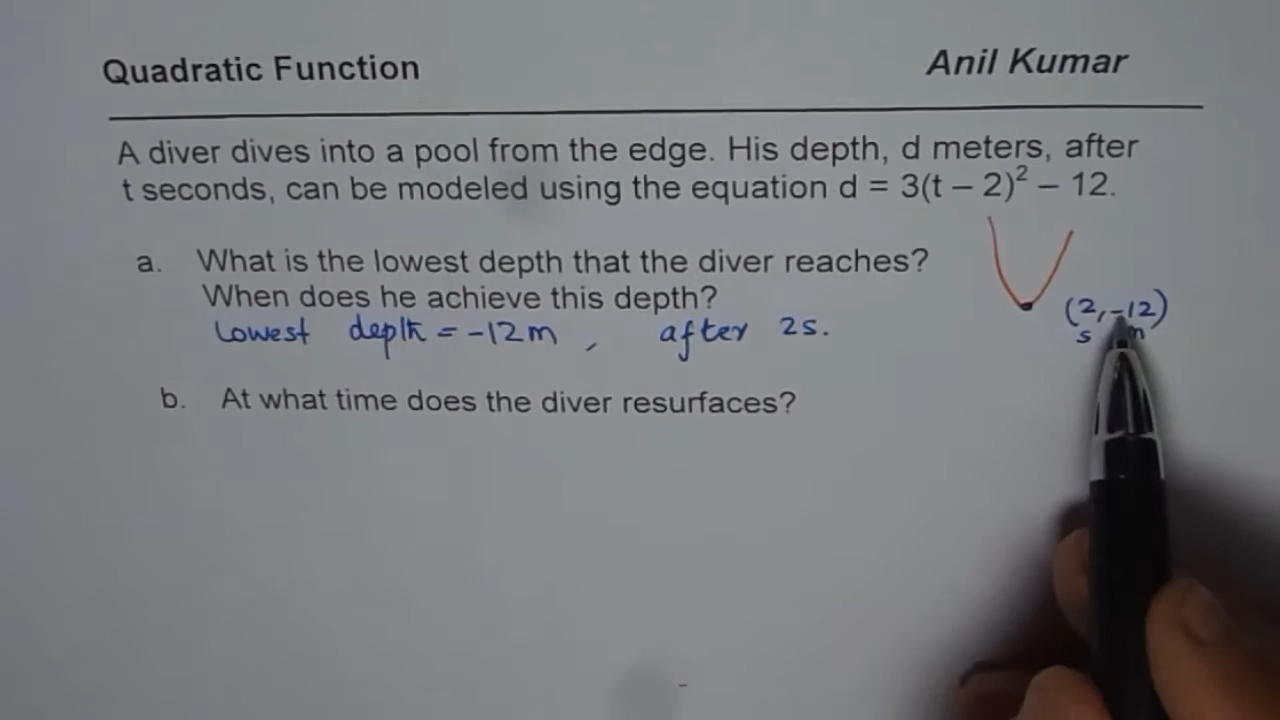 Quadratic Function Anil Kumar
A diver dives into a pool from the edge. His depth, d meters, after
t seconds, can be modeled using the equation d = 3(t – 2)² – 12.
a. What is the lowest depth that the diver reaches?
When does he achieve this depth?
(2,-12)
s m
lowest depth = -12m , after 2s.
b. At what time does the diver resurfaces?